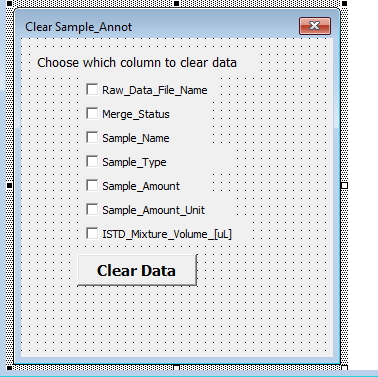 Clear Sample_Annot
Choose which column to clear data
Raw_Data_File_Name
Merge_Status
Sample_Name
Sample_Type
Sample_Amount
Sample_Amount_Unit
ISTD_Mixture_Volume_[uL]
Clear Data